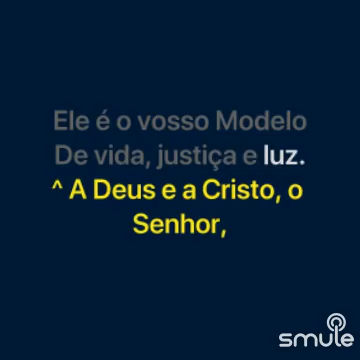 Ele é o vosso Modelo
De vida, justiça e luz.
^ A Deus e a Cristo, o
Senhor,
smule